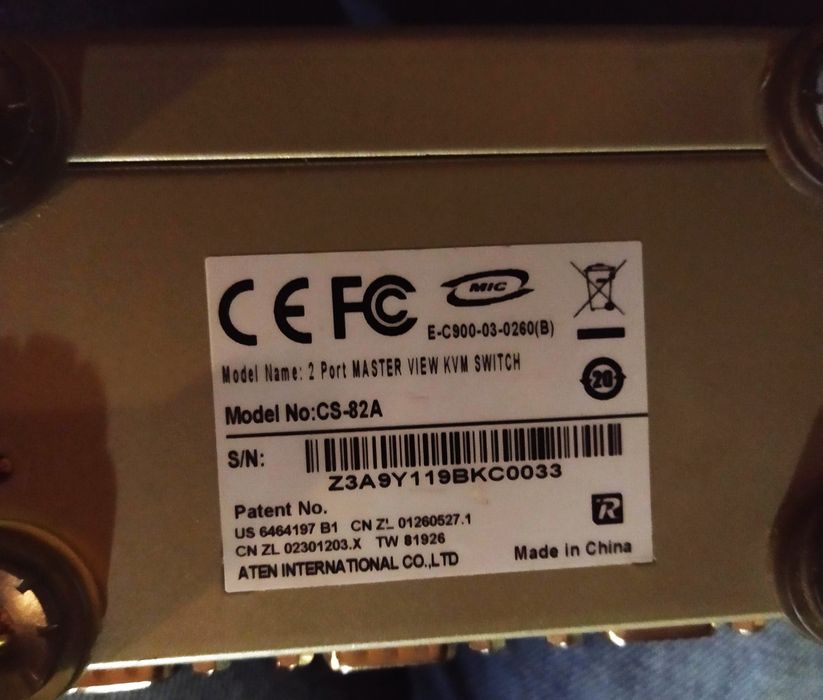 CE FC
MIC
E-C900-03-0260(B)
Model Name: 2 Port MASTER VIEW KVM SWITCH
20
Model No:CS-82A
S/N:
Z3A9Y119BKC0033
Patent No.
US 6464197 B1 CN ZL 01260527.1
CN ZL 02301203.X TW 81926
R
ATEN INTERNATIONAL CO.,LTD
Made in China